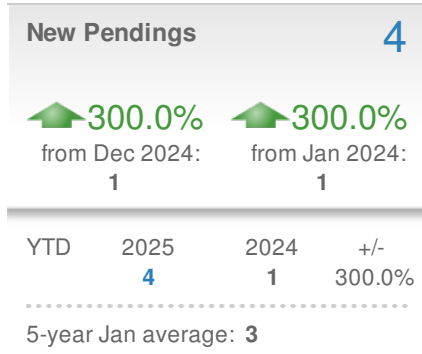 New Pendings 4
300.0% 300.0%
from Dec 2024: from Jan 2024:
1 1
YTD 2025 2024 +/-
4 1 300.0%
5-year Jan average: 3